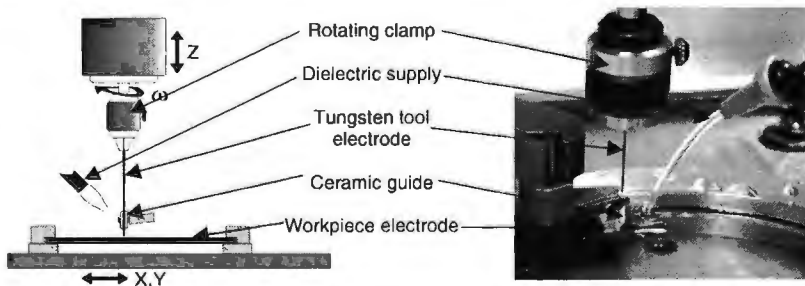 Z
ω
Rotating clamp
Dielectric supply
Tungsten tool
electrode
Ceramic guide
Workpiece electrode
X,Y